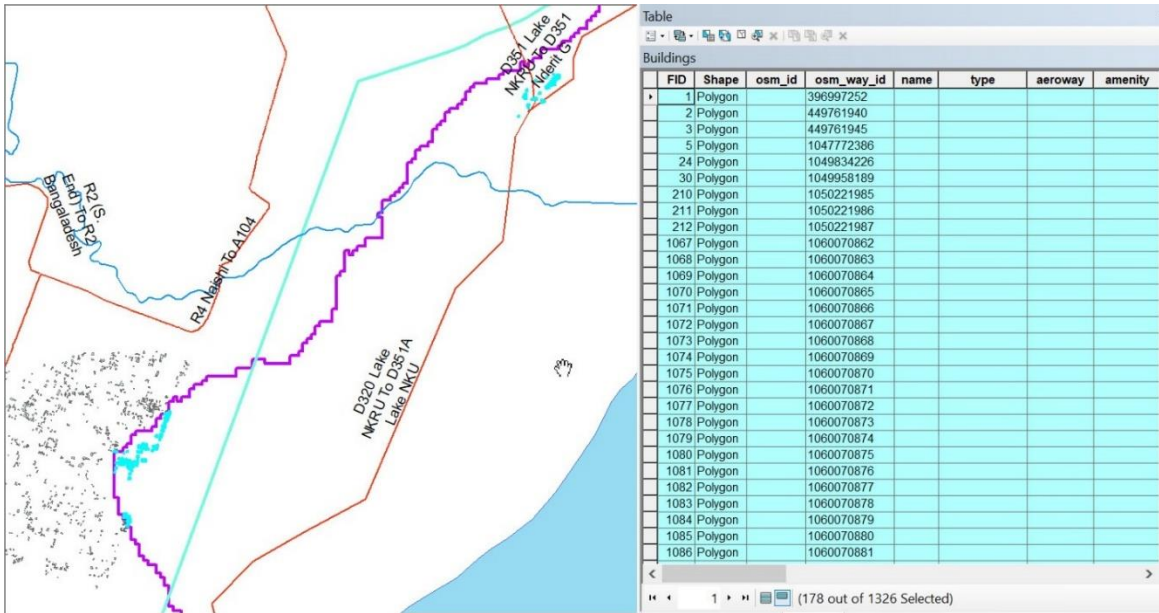 D351 Lake
NKRU To D351
Nderit G
R2 (S.
End) To R2
Bangaladesh
R4 Naishi To A104
D320 Lake
NKRU To D351A
Lake NKU
Table
Buildings
FID Shape osm_id osm_way_id name type aeroway amenity
1 Polygon 396997252
2 Polygon 449761940
3 Polygon 449761945
5 Polygon 1047772386
24 Polygon 1049834226
30 Polygon 1049958189
210 Polygon 1050221985
211 Polygon 1050221986
212 Polygon 1050221987
1067 Polygon 1060070862
1068 Polygon 1060070863
1069 Polygon 1060070864
1070 Polygon 1060070865
1071 Polygon 1060070866
1072 Polygon 1060070867
1073 Polygon 1060070868
1074 Polygon 1060070869
1075 Polygon 1060070870
1076 Polygon 1060070871
1077 Polygon 1060070872
1078 Polygon 1060070873
1079 Polygon 1060070874
1080 Polygon 1060070875
1081 Polygon 1060070876
1082 Polygon 1060070877
1083 Polygon 1060070878
1084 Polygon 1060070879
1085 Polygon 1060070880
1086 Polygon 1060070881
1
(178 out of 1326 Selected)